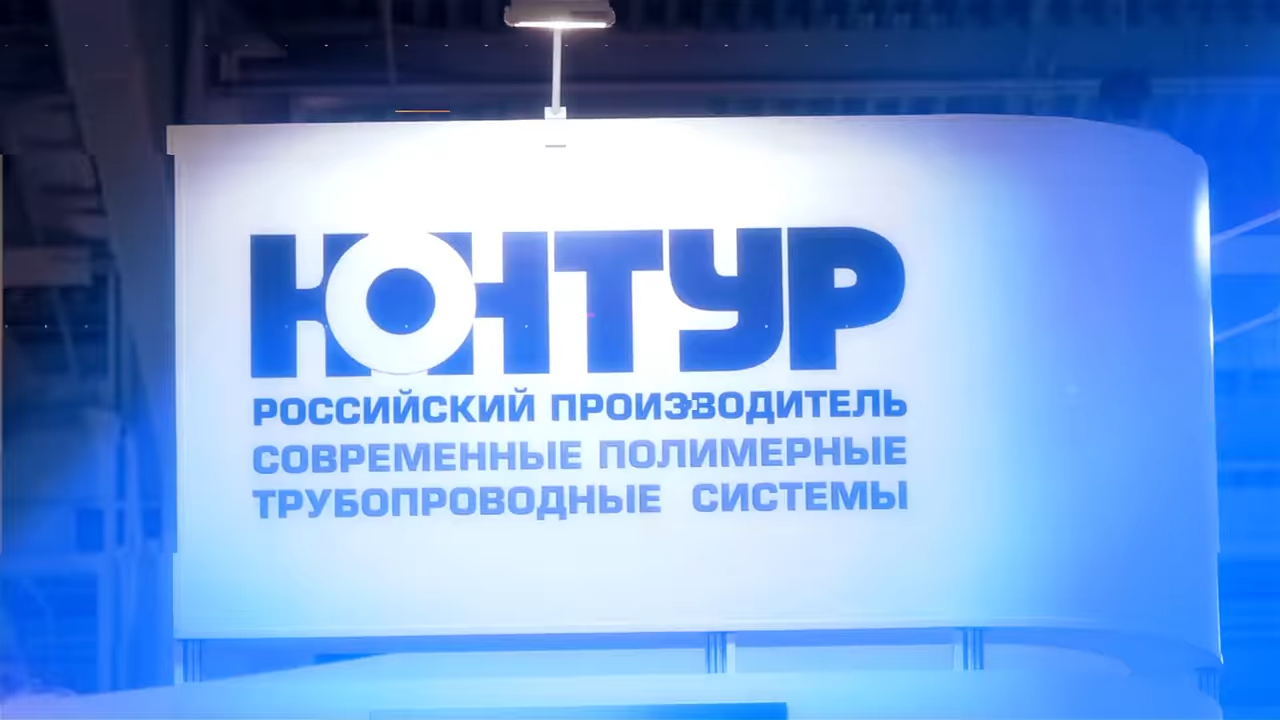 КОНТУР
РОССИЙСКИЙ ПРОИЗВОДИТЕЛЬ
СОВРЕМЕННЫЕ ПОЛИМЕРНЫЕ
ТРУБОПРОВОДНЫЕ СИСТЕМЫ